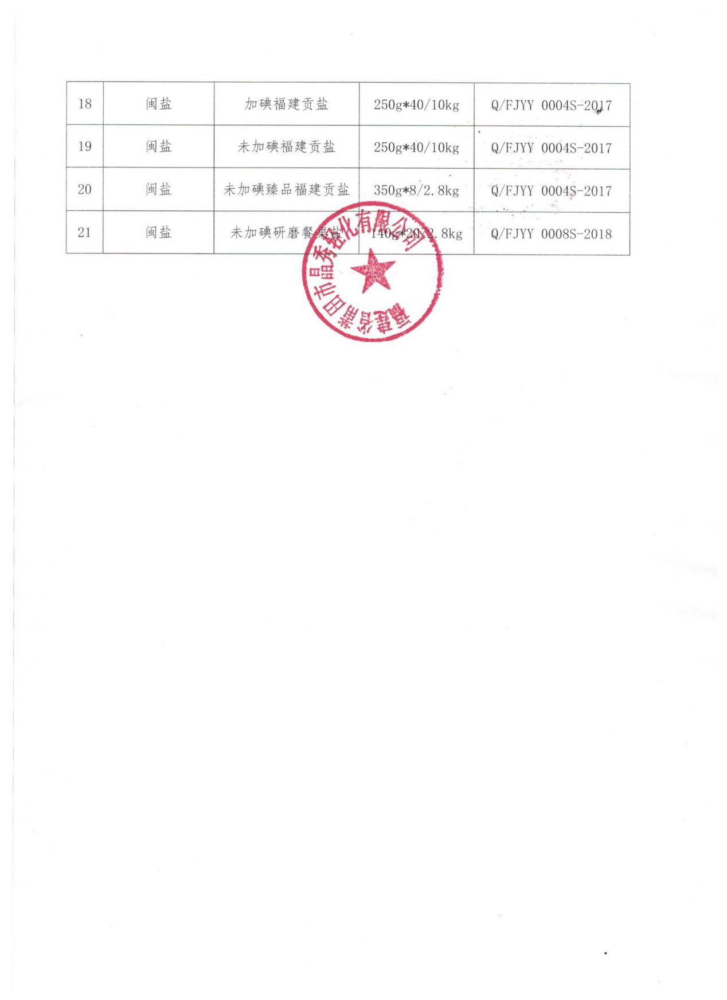 18 闽盐 加碘福建贡盐 250g*40/10kg Q/FJYY 0004S-2017
19 闽盐 未加碘福建贡盐 250g*40/10kg Q/FJYY 0004S-2017
20 闽盐 未加碘臻品福建贡盐 350g*8/2.8kg Q/FJYY 0004S-2017
21 闽盐 未加碘研磨餐桌盐 140g*20/2.8kg Q/FJYY 0008S-2018
福建省莆田市晶秀轻化有限公司